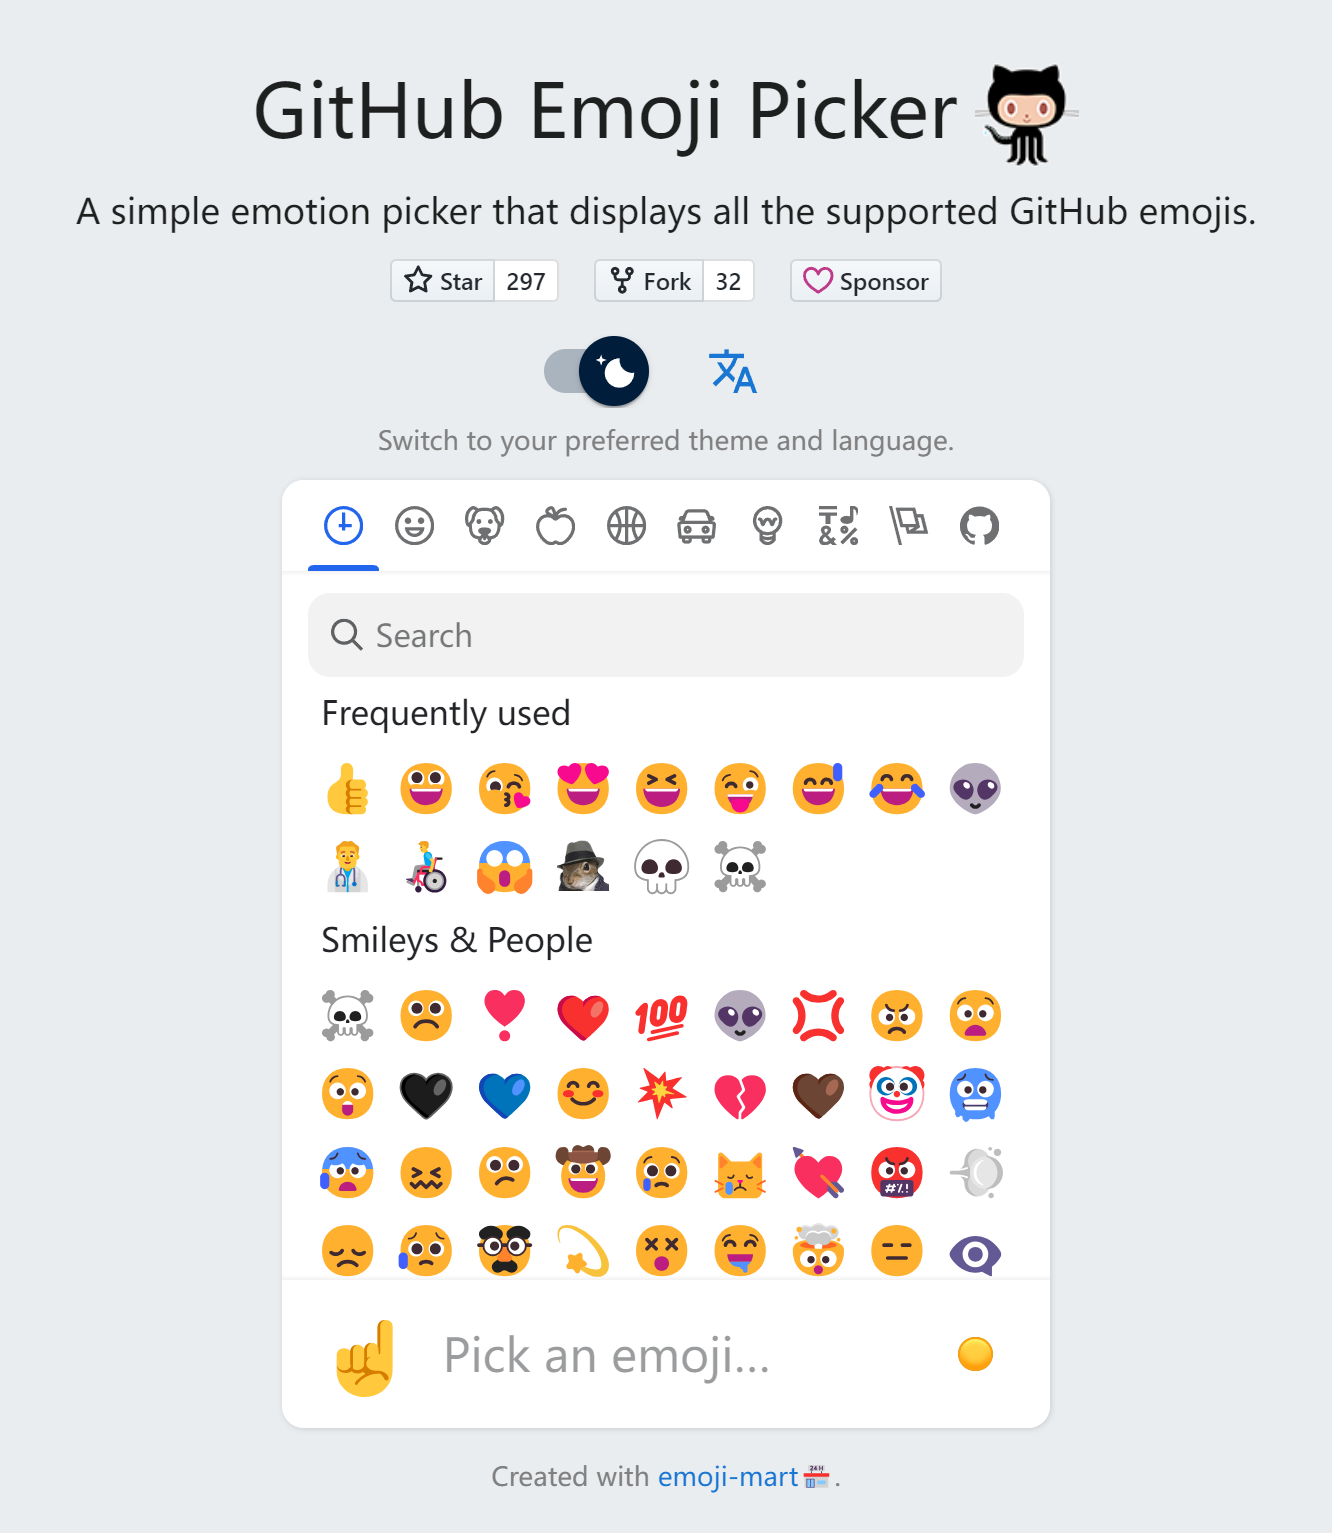 GitHub Emoji Picker
A simple emotion picker that displays all the supported GitHub emojis.
Star 297 Fork 32 Sponsor
Switch to your preferred theme and language.
Search
Frequently used
Smileys & People
Pick an emoji…
Created with emoji-mart.